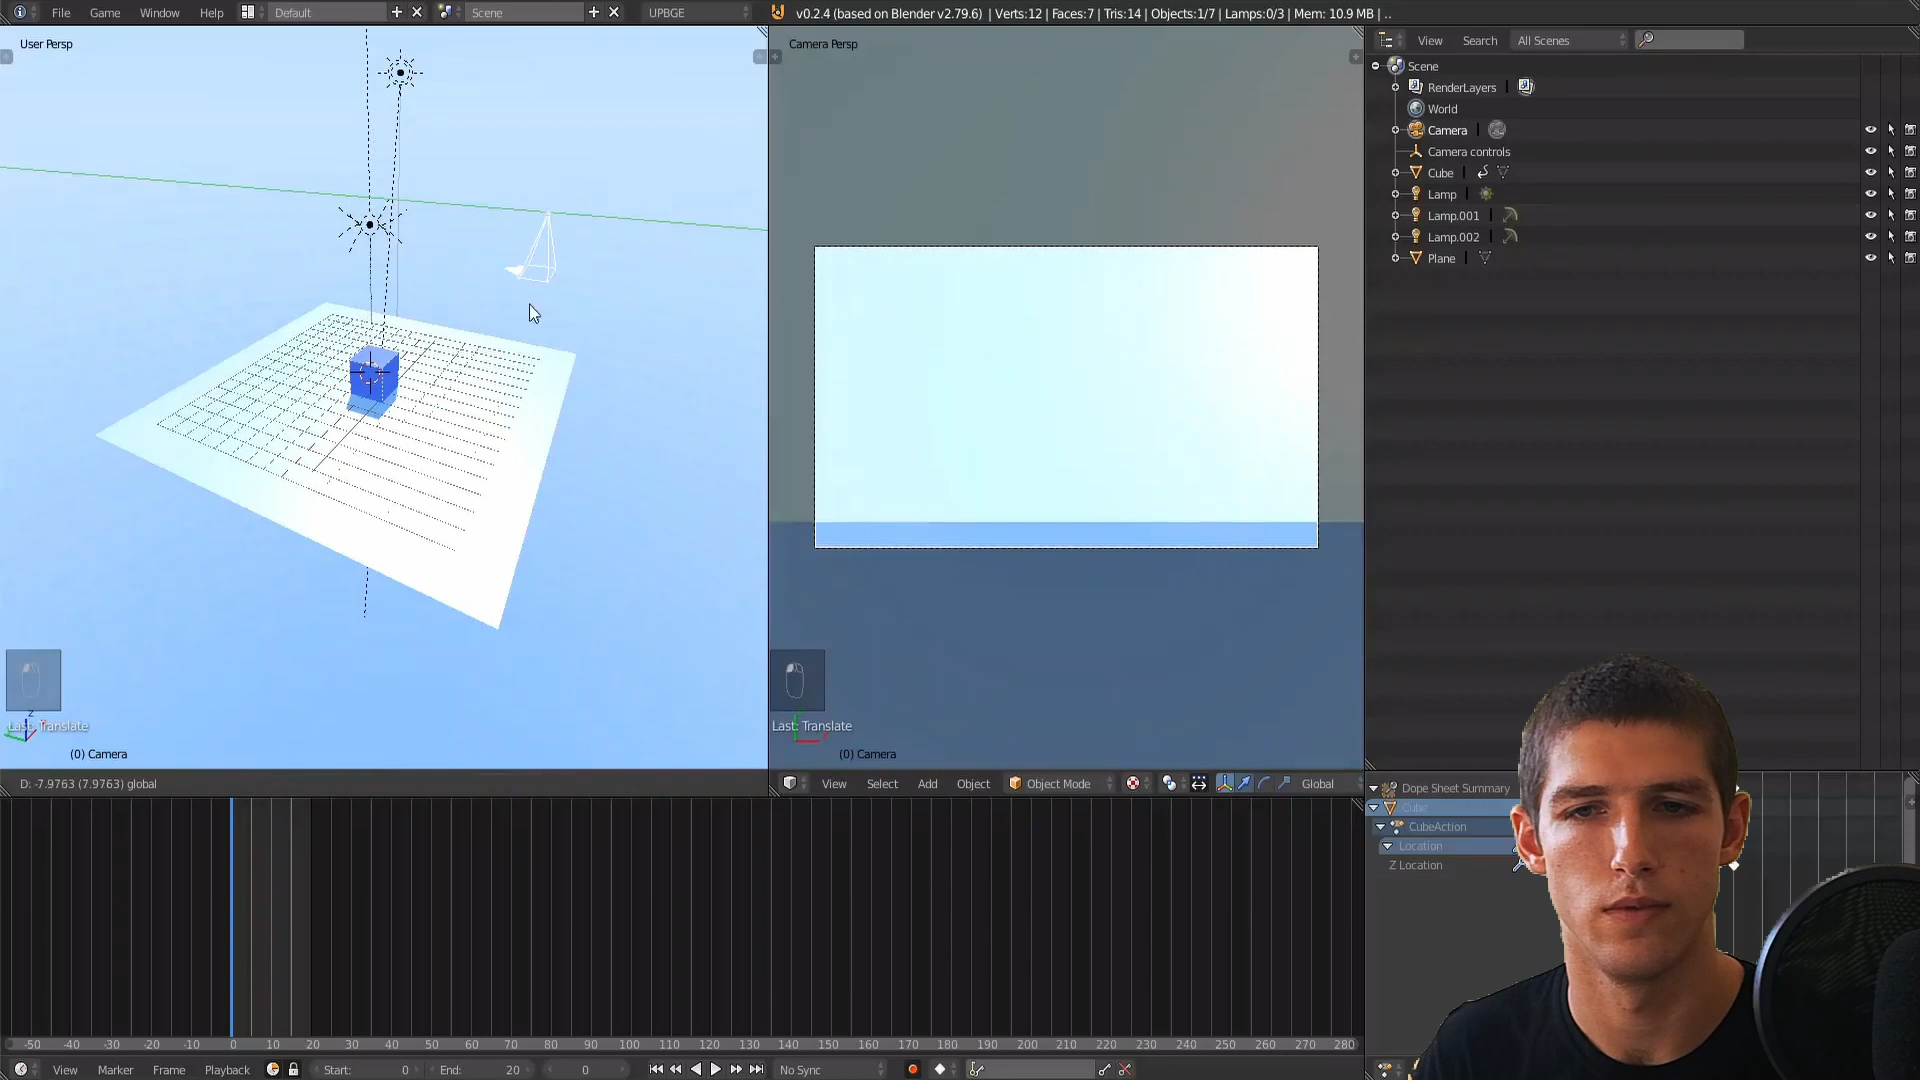 File Game Window Help Default Scene UPBGE v0.2.4 (based on Blender v2.79.6) | Verts:12 | Faces:7 | Tris:14 | Objects:1/7 | Lamps:0/3 | Mem: 10.9 MB | ..
User Persp
Camera Persp
View Search All Scenes
Scene
RenderLayers
World
Camera
Camera controls
Cube
Lamp
Lamp.001
Lamp.002
Plane
Z
Last: Translate
(0) Camera
Last: Translate
(0) Camera
D: -7.9763 (7.9763) global
View Select Add Object Object Mode Global
Dope Sheet Summary
Cube
CubeAction
Location
Z Location
-50 -40 -30 -20 -10 0 10 20 30 40 50 60 70 80 90 100 110 120 130 140 150 160 170 180 190 200 210 220 230 240 250 260 270 280
View Marker Frame Playback Start: 0 End: 20 0 No Sync